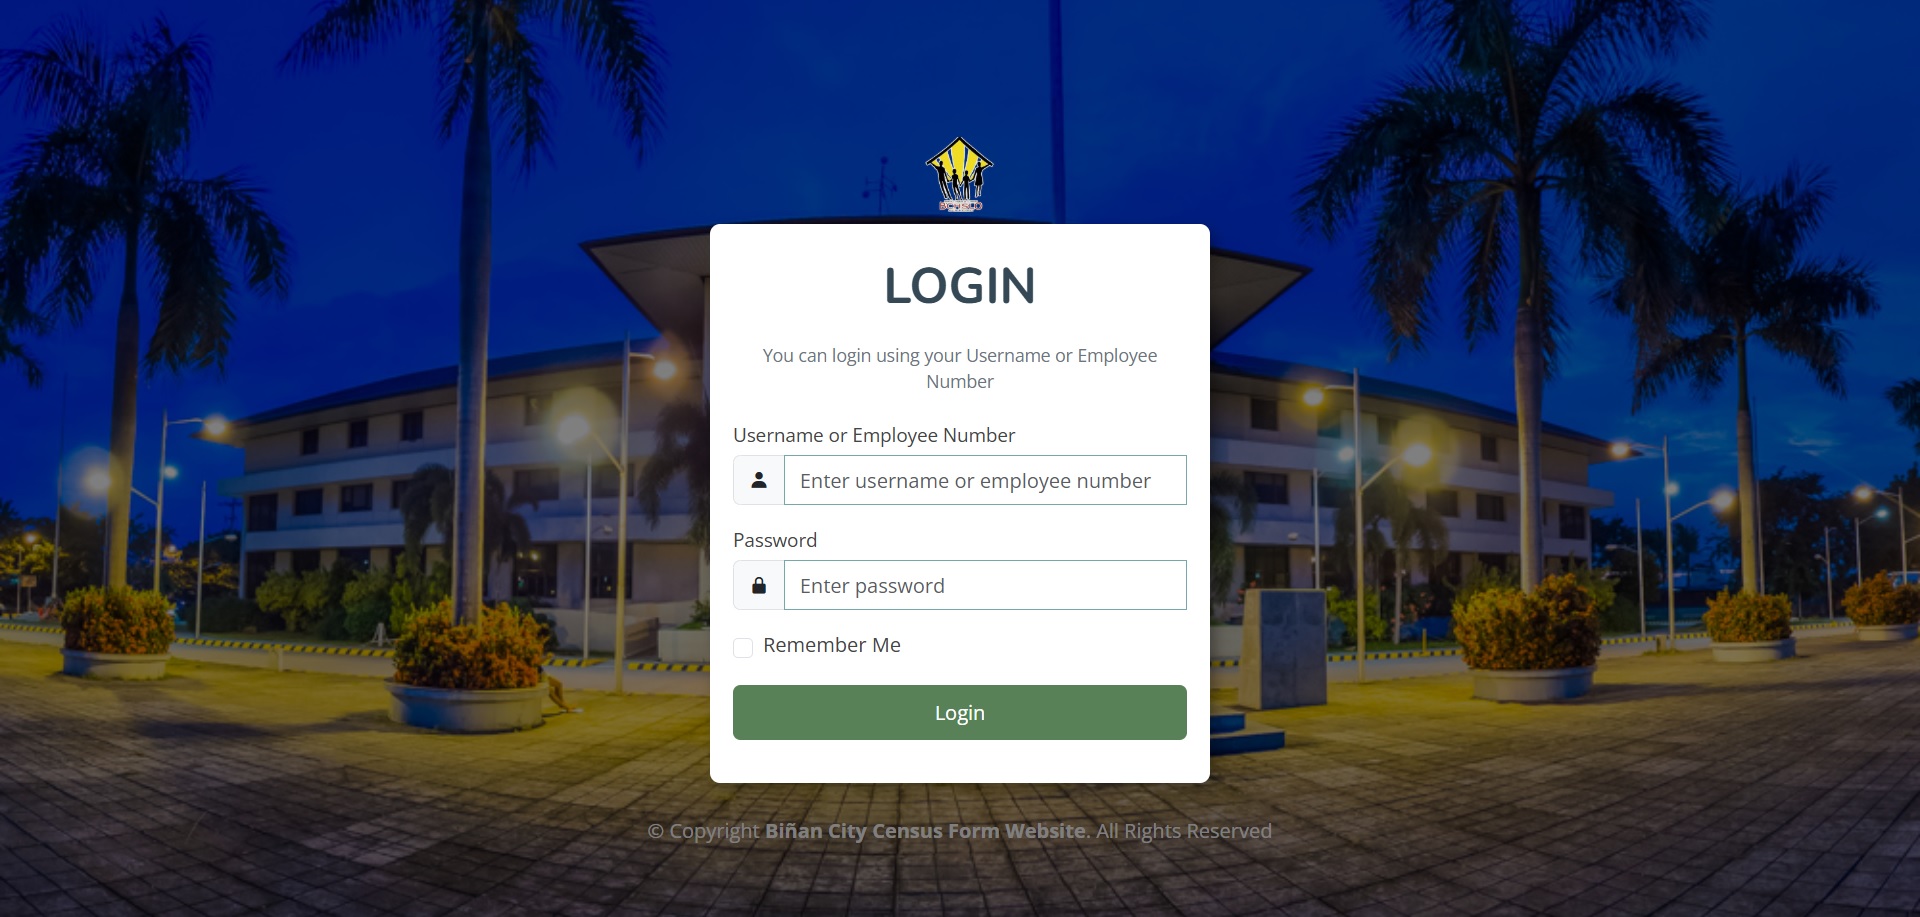 LOGIN
You can login using your Username or Employee
Number
Username or Employee Number
Enter username or employee number
Password
Enter password
Remember Me
Login
© Copyright Biñan City Census Form Website. All Rights Reserved